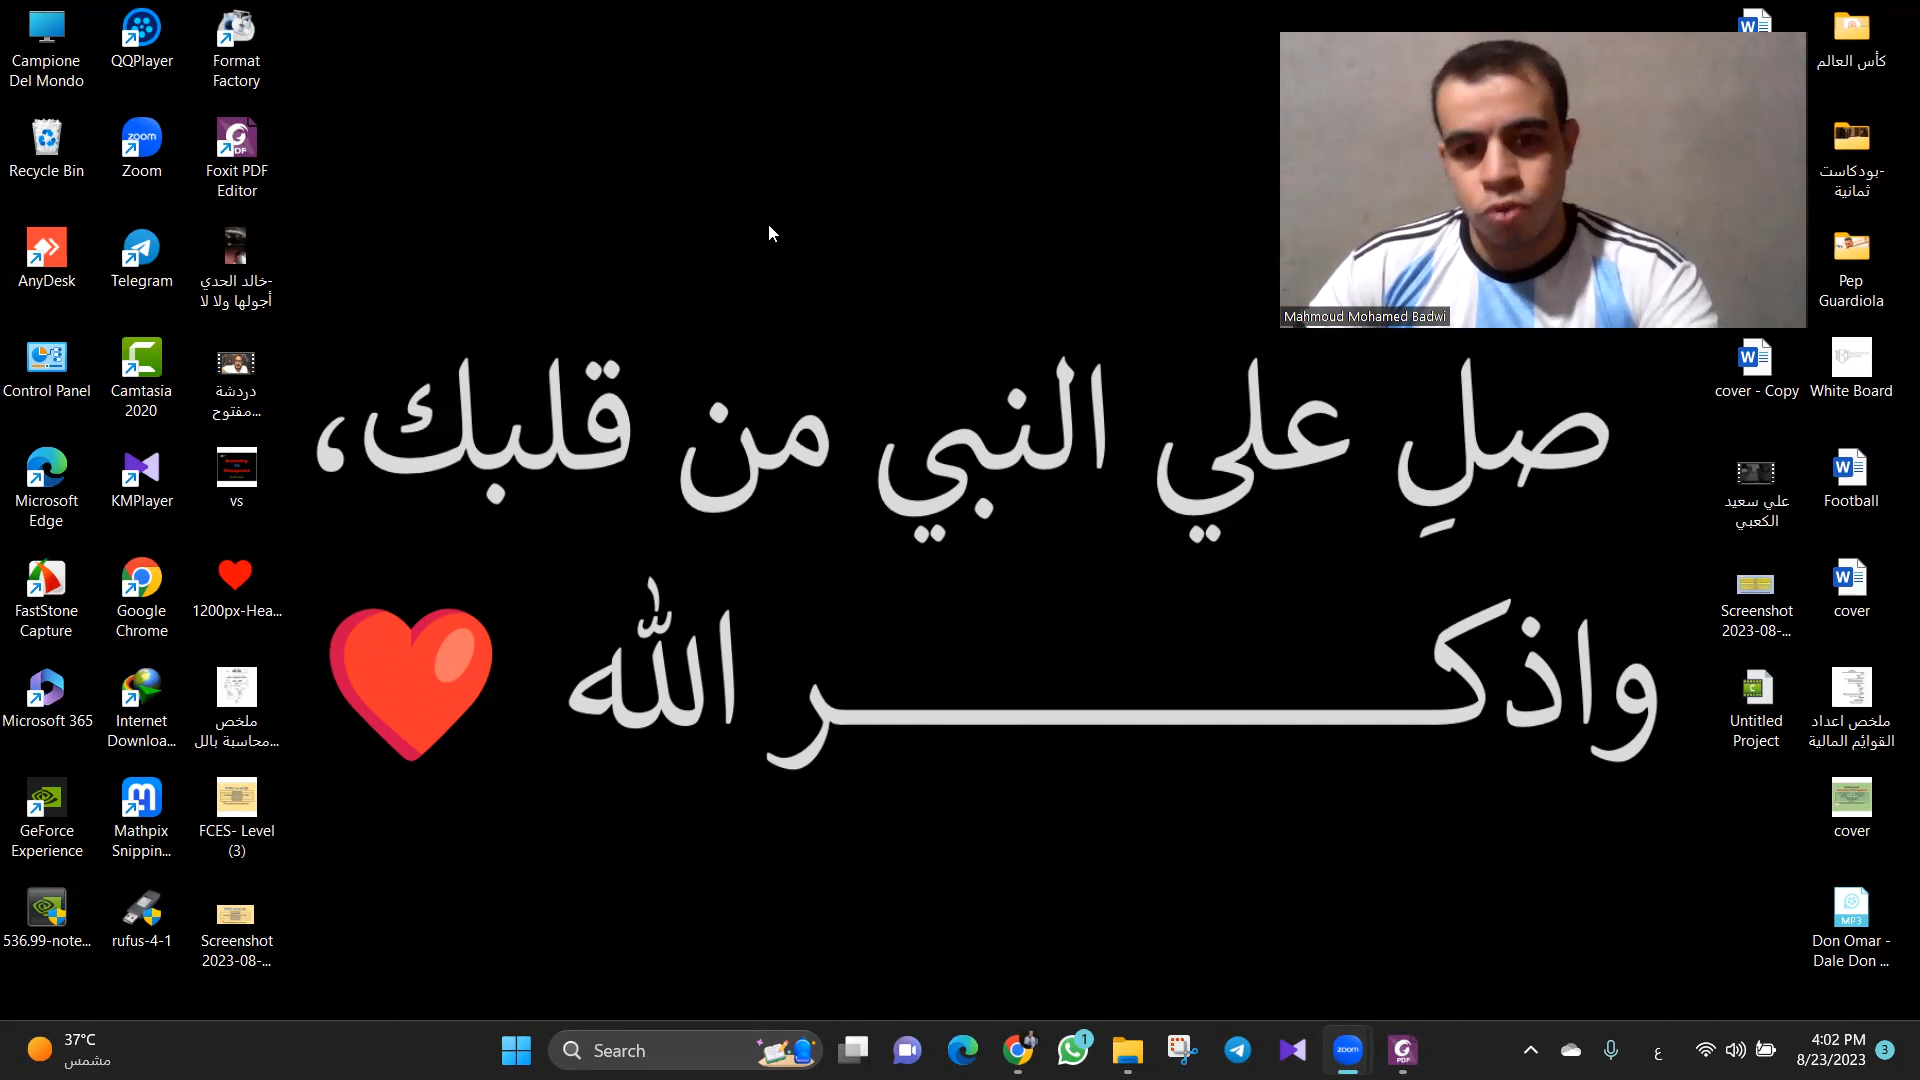 Campione
Del Mondo
QQPlayer
Format
Factory
كأس العالم
Recycle Bin
Zoom
Foxit PDF
Editor
بودكاست-
ثمانية
AnyDesk
Telegram
خالد الحدي-
أجولها ولا لا
Pep
Guardiola
Mahmoud Mohamed Badwi
Control Panel
Camtasia
2020
دردشة
مفتوح...
cover - Copy
White Board
صلِ علي النبي من قلبك،
Microsoft
Edge
KMPlayer
vs
علي سعيد
الكعبي
Football
FastStone
Capture
Google
Chrome
1200px-Hea...
Screenshot
2023-08-...
cover
واذكـــــــــــــــــــر الله
Microsoft 365
Internet
Downloa...
ملخص
محاسبة بالل...
Untitled
Project
ملخص اعداد
القوائم المالية
GeForce
Experience
Mathpix
Snippin...
FCES- Level
(3)
cover
536.99-note...
rufus-4-1
Screenshot
2023-08-...
MP3
Don Omar -
Dale Don ...
37°C
مشمس
Search
zoom
1
ع
4:02 PM
8/23/2023
3